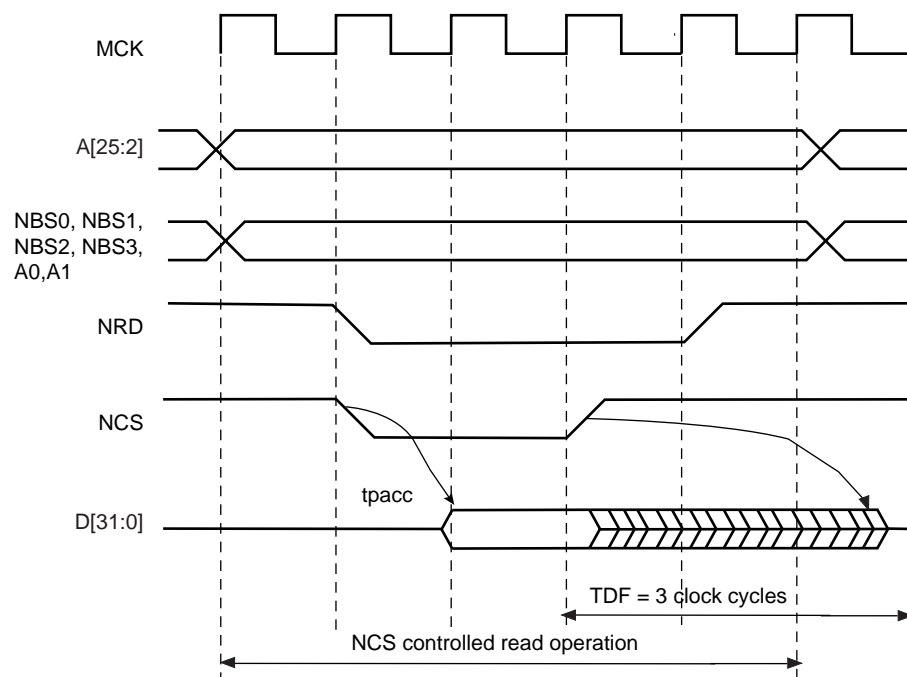 MCK
A[25:2]
NBS0, NBS1,
NBS2, NBS3,
A0,A1
NRD
NCS
tpacc
D[31:0]
TDF = 3 clock cycles
NCS controlled read operation